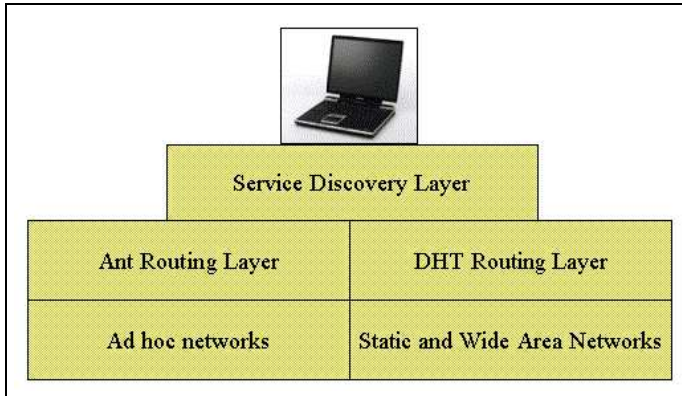 Service Discovery Layer
Ant Routing Layer
DHT Routing Layer
Ad hoc networks
Static and Wide Area Networks